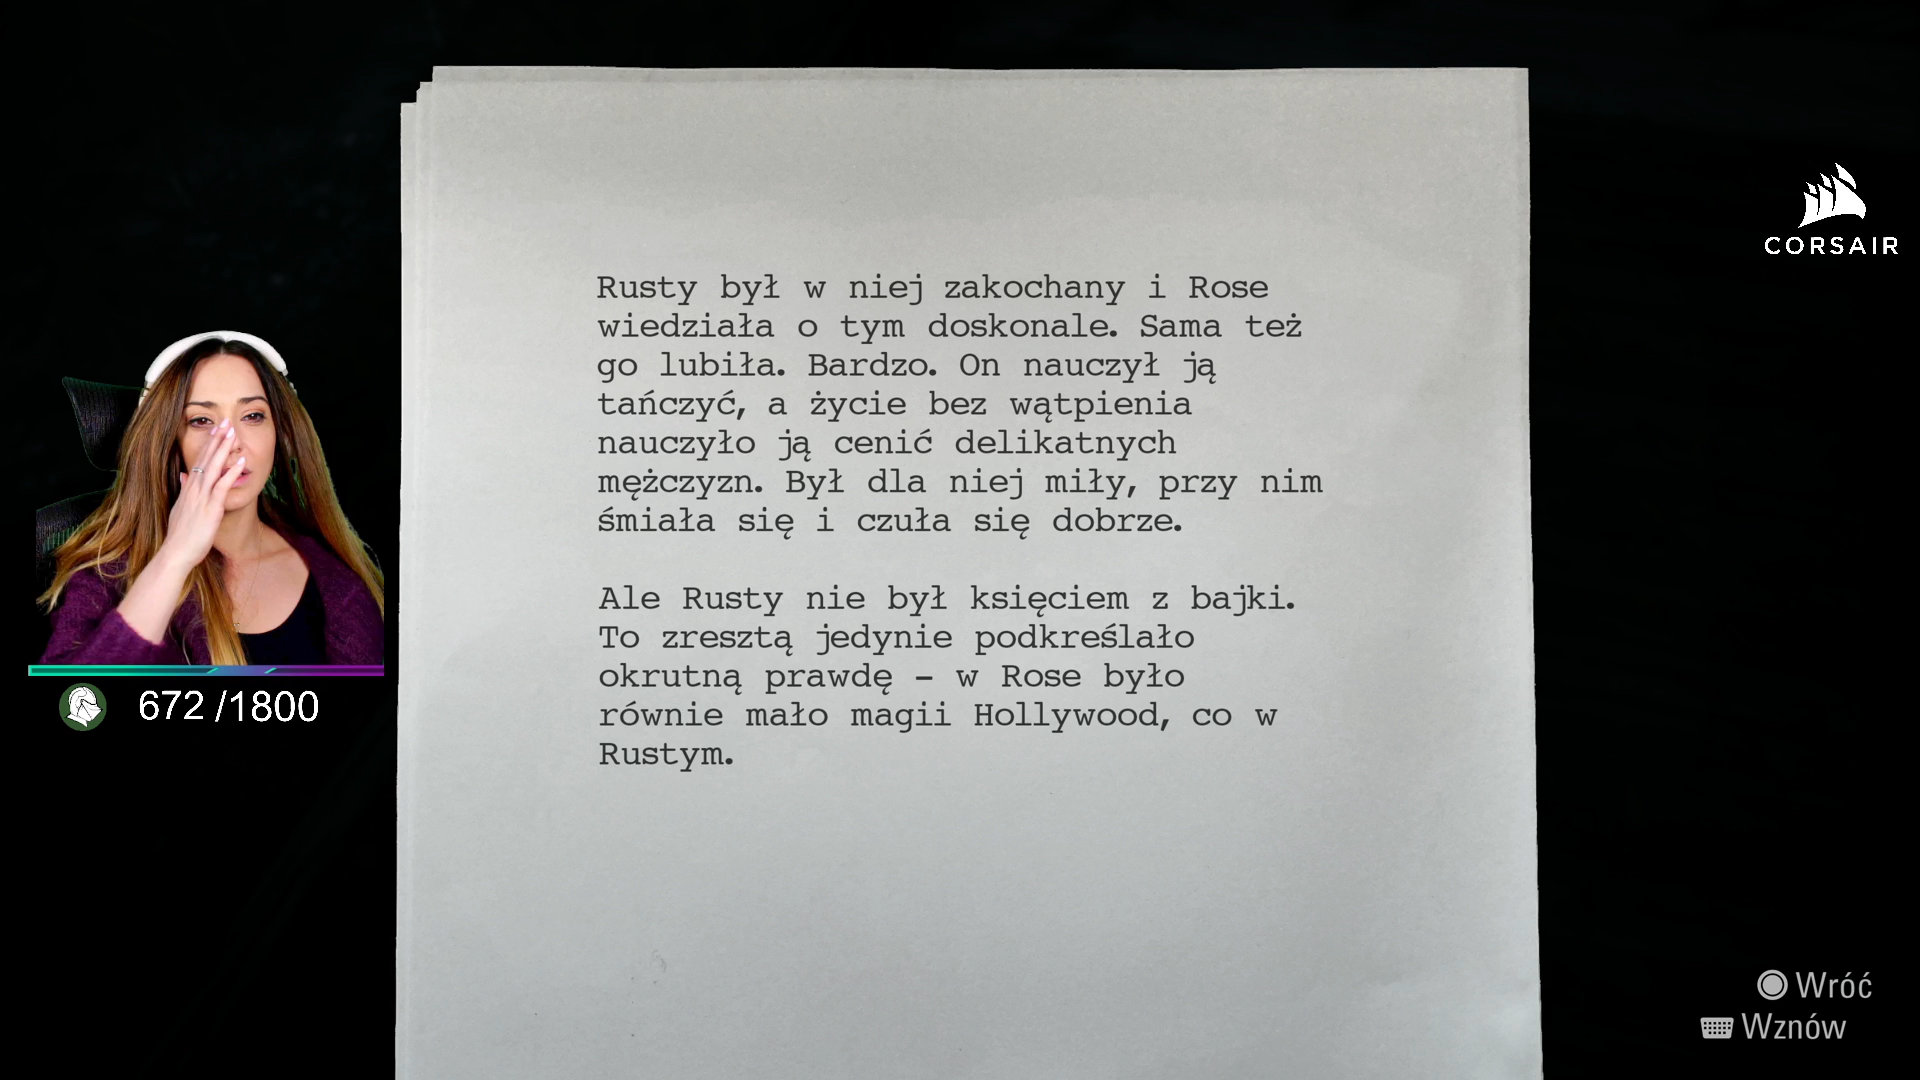 CORSAIR
Rusty był w niej zakochany i Rose
wiedziała o tym doskonale. Sama też
go lubiła. Bardzo. On nauczył ją
tańczyć, a życie bez wątpienia
nauczyło ją cenić delikatnych
mężczyzn. Był dla niej miły, przy nim
śmiała się i czuła się dobrze.
Ale Rusty nie był księciem z bajki.
To zresztą jedynie podkreślało
okrutną prawdę – w Rose było
równie mało magii Hollywood, co w
Rustym.
672 /1800
Wróć
Wznów